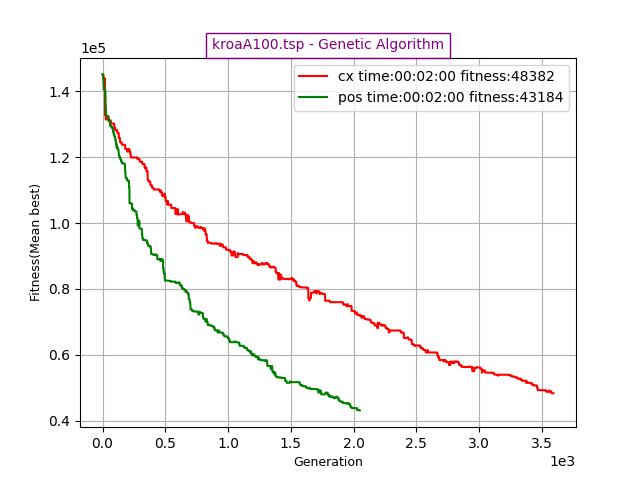 kroaA100.tsp - Genetic Algorithm
1e5
cx time:00:02:00 fitness:48382
pos time:00:02:00 fitness:43184
1.4
1.2
1.0
0.8
0.6
0.4
Fitness(Mean best)
0.0 0.5 1.0 1.5 2.0 2.5 3.0 3.5
Generation
1e3